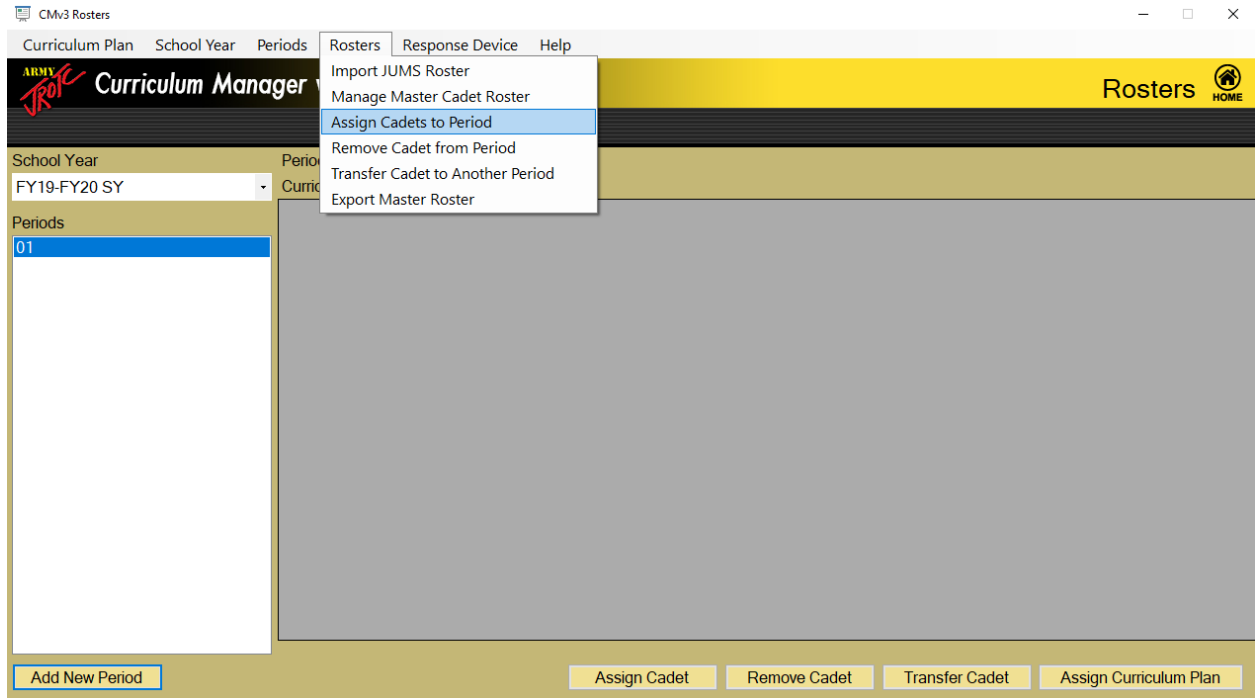 CMv3 Rosters
Curriculum Plan School Year Periods Rosters Response Device Help
ARMY JROTC
Curriculum Manager
Rosters
HOME
Import JUMS Roster
Manage Master Cadet Roster
Assign Cadets to Period
Remove Cadet from Period
Transfer Cadet to Another Period
Export Master Roster
School Year
FY19-FY20 SY
Periods
01
Add New Period
Assign Cadet Remove Cadet Transfer Cadet Assign Curriculum Plan